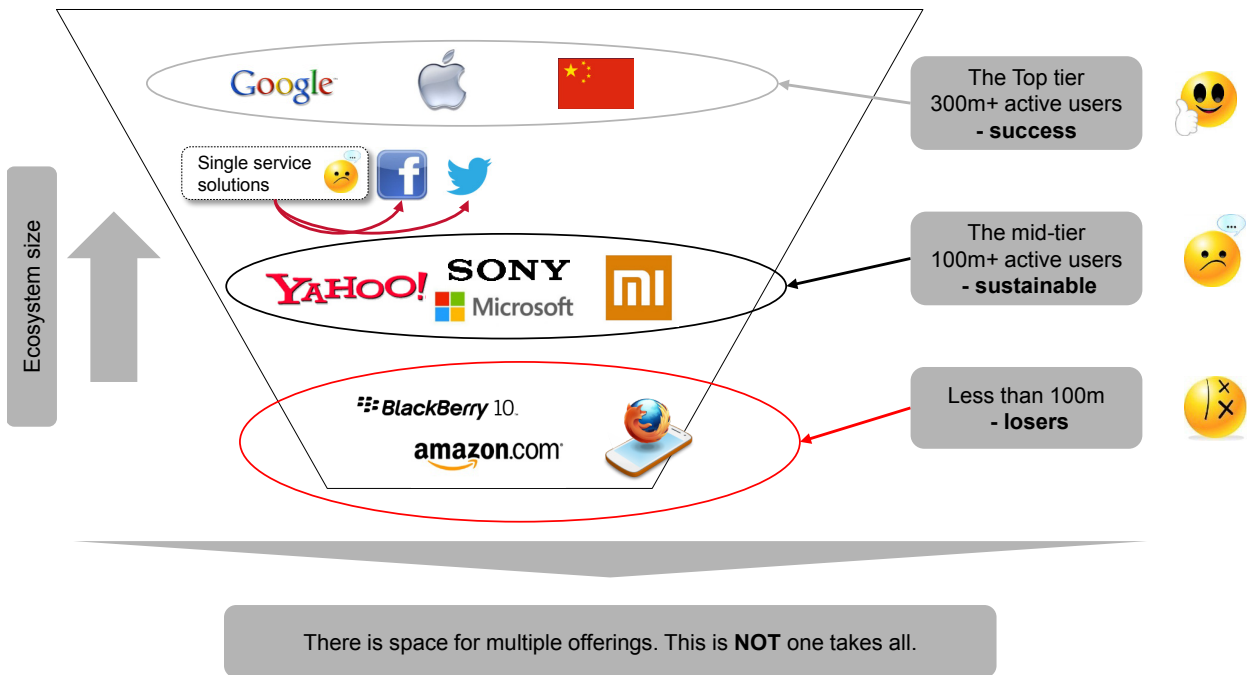 Google
The Top tier
300m+ active users
- success
Single service
solutions
...
f
Ecosystem size
The mid-tier
100m+ active users
- sustainable
...
YAHOO!
SONY
Microsoft
mi
Less than 100m
- losers
BlackBerry 10
amazon.com
There is space for multiple offerings. This is NOT one takes all.